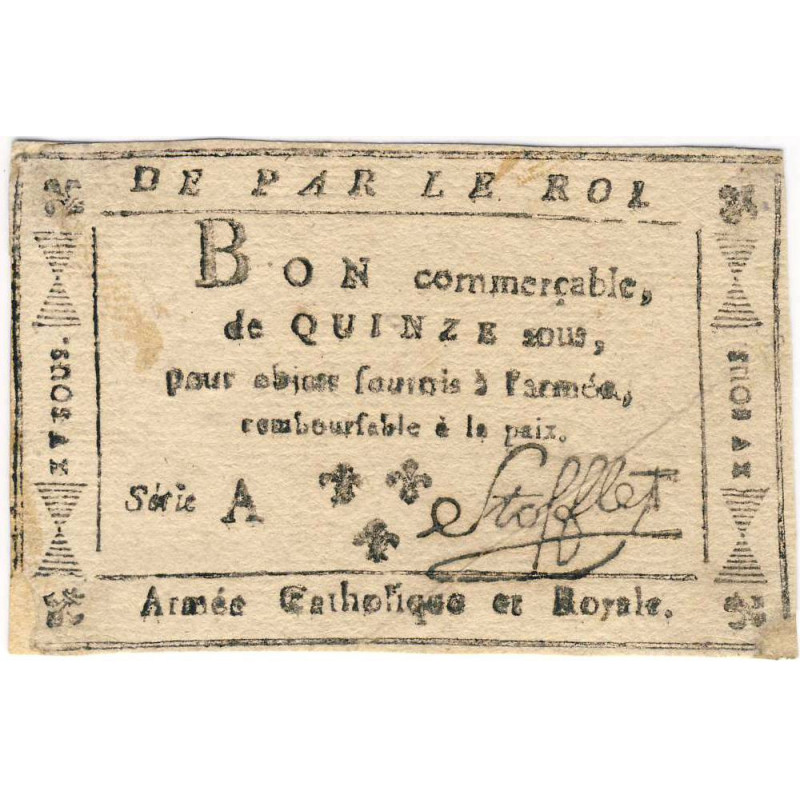 DE PAR LE ROI
BON commerçable,
de QUINZE sous,
pour objets fournis à l'armée,
remboursable à la paix.
Série A
Stofflet
Armée Catholique et Royale.
XV SOUS.
XV SOUS